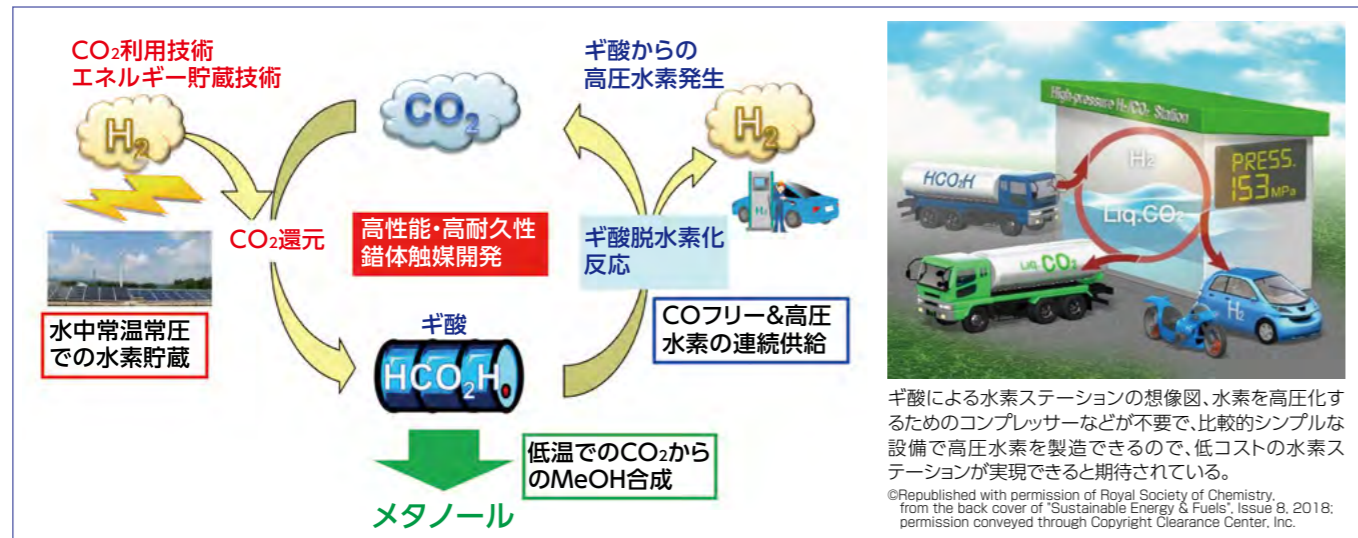 CO₂利用技術
エネルギー貯蔵技術
H₂
CO₂
ギ酸からの
高圧水素発生
H₂
H₂
CO₂還元
高性能・高耐久性
錯体触媒開発
ギ酸脱水素化
反応
水中常温常圧
での水素貯蔵
ギ酸
HCO₂H
COフリー&高圧
水素の連続供給
低温でのCO₂から
のMeOH合成
メタノール
High-pressure H₂/CO₂ Station
H₂
PRESS.
153 MPa
HCO₂H
Liq.CO₂
Liq.CO₂
H₂
ギ酸による水素ステーションの想像図、水素を高圧化す
るためのコンプレッサーなどが不要で、比較的シンプルな
設備で高圧水素を製造できるので、低コストの水素ス
テーションが実現できると期待されている。
©Republished with permission of Royal Society of Chemistry,
from the back cover of "Sustainable Energy & Fuels", Issue 8, 2018;
permission conveyed through Copyright Clearance Center, Inc.